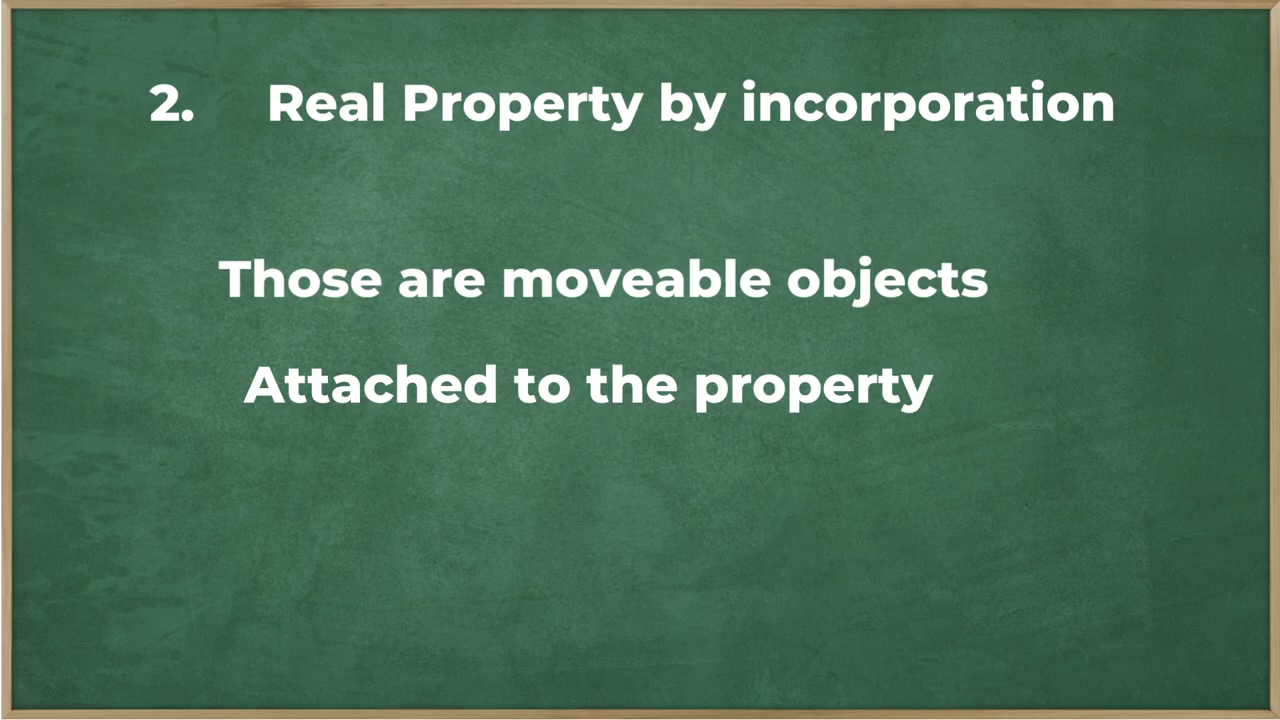 2. Real Property by incorporation
Those are moveable objects
Attached to the property